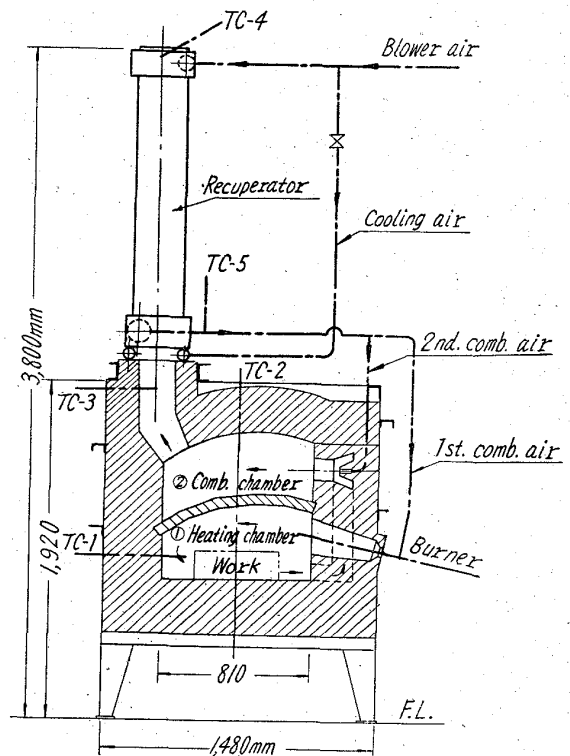 TC-4
Blower air
Recuperator
Cooling air
TC-5
3,800mm
2nd. comb. air
TC-2
TC-3
1st. comb. air
② Comb. chamber
① Heating chamber
TC-1
Work
Burner
1,920
810
F.L.
1,480mm